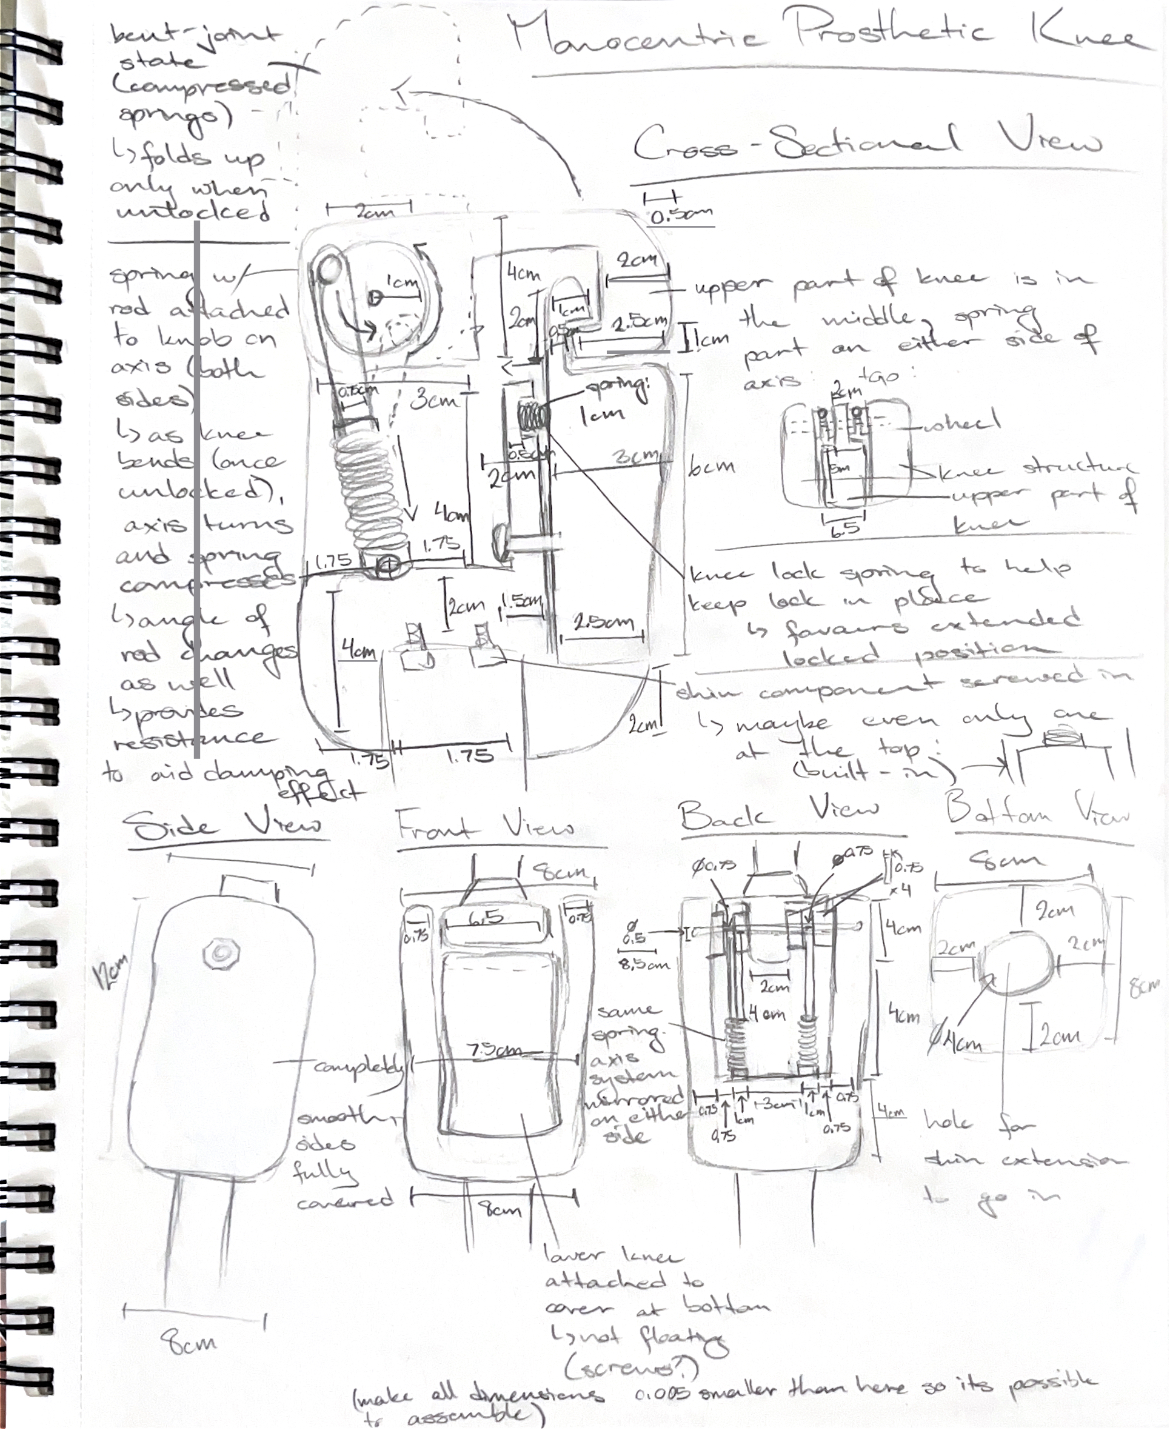 Monocentric Prosthetic Knee
Cross-Sectional View
bent-joint
state
(compressed
springs)
↳ folds up
only when
unlocked
spring w/
rod attached
to knob on
axis (both
sides)
↳ as knee
bends (once
unlocked),
axis turns
and spring
compresses
↳ angle of
rod changes
as well
↳ provides
resistance
to aid damping
effect
2cm
0.5cm
1cm
4cm
2cm
1cm
2cm
2.5cm
1cm
0.75cm
3cm
spring:
1cm
0.5cm
2cm
3cm
6cm
4cm
1.75
1.75
2cm
1.5cm
2.5cm
4cm
2cm
1.75
1.75
upper part of knee is in
the middle, spring
part on either side of
axis:
2cm
wheel
knee structure
upper part of
knee
6.5
knee lock spring to help
keep lock in place
↳ favours extended
locked position
shin component screwed in
↳ maybe even only one
at the top:
(built-in)
Side View
12cm
8cm
completely
smooth,
sides
fully
covered
Front View
8cm
0.75
6.5
0.75
7.5cm
8cm
lower knee
attached to
cover at bottom
↳ not floating
(screws?)
Back View
ø0.75
ø0.75
0.75
x4
ø
0.5
8.5cm
4cm
2cm
4cm
4cm
same
spring-
axis
system
mirrored
on either
side
0.75
0.75
1cm
3cm
1cm
0.75
0.75
4cm
Bottom View
8cm
2cm
2cm
2cm
8cm
ø4cm
2cm
hole for
shin extension
to go in
(make all dimensions 0.005 smaller than here so its possible
to assemble)